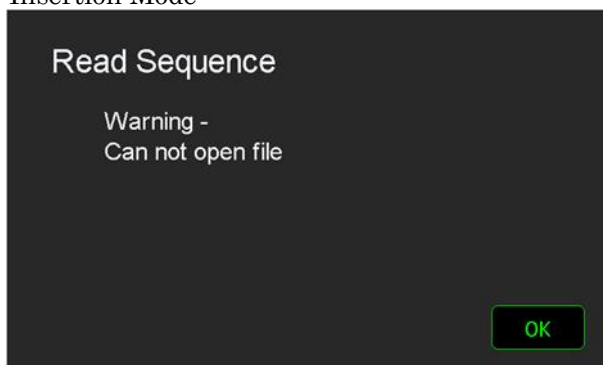 Insertion Mode
Read Sequence
Warning -
Can not open file
OK